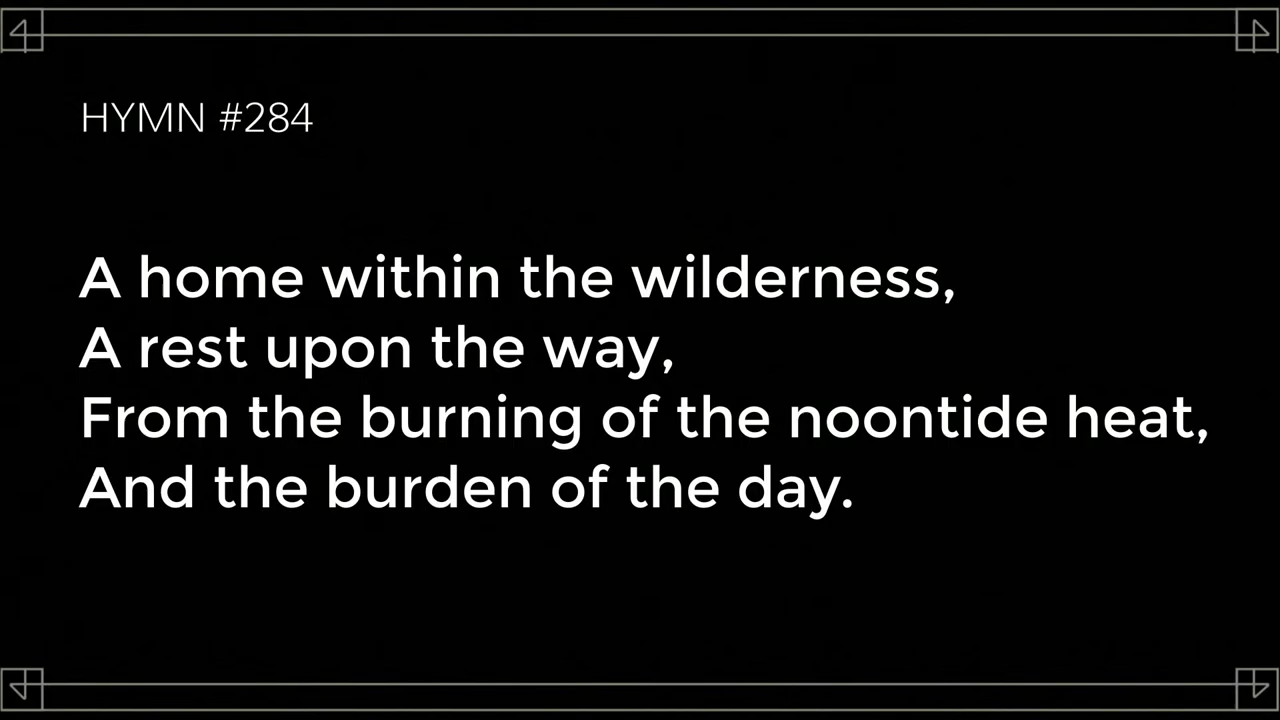 HYMN #284
A home within the wilderness,
A rest upon the way,
From the burning of the noontide heat,
And the burden of the day.